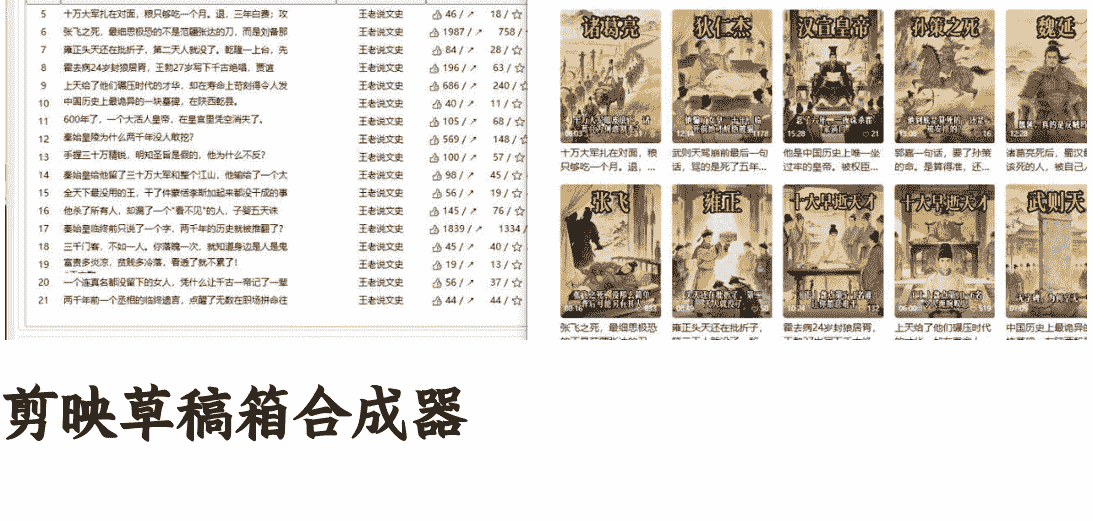 5 十万大军扎在对面，粮只够吃一个月。退，三年白费；攻 王老说文史 46 / 18 /
6 张飞之死，最细思极恐的不是范疆张达的刀，而是刘备那 王老说文史 1987 / 758 /
7 雍正头天还在批折子，第二天人就没了。乾隆一上台，先 王老说文史 84 / 28 /
8 霍去病24岁封狼居胥，王勃27岁写下千古绝唱，贾谊 王老说文史 196 / 63 /
9 上天给了他们碾压时代的才华，却在寿命上苛刻得令人发 王老说文史 686 / 240 /
10 中国历史上最诡异的一块墓碑，在陕西乾县。 王老说文史 40 / 11 /
11 600年了，一个大活人皇帝，在皇宫里凭空消失了。 王老说文史 105 / 68 /
12 秦始皇陵为什么两千年没人敢挖？ 王老说文史 569 / 148 /
13 手握三十万精锐，明知圣旨是假的，他为什么不反？ 王老说文史 100 / 57 /
14 秦始皇给他留了三十万大军和整个江山，他输给了一个太 王老说文史 98 / 45 /
15 全天下最没用的王，干了件蒙恬李斯加起来都没干成的事 王老说文史 56 / 19 /
16 他杀了所有人，却漏了一个"看不见"的人，子婴五天诛 王老说文史 145 / 76 /
17 秦始皇临终前只说了一个字，两千年的历史就被推翻了？ 王老说文史 1839 / 1334 /
18 三千门客，不如一人。你落魄一次，就知道身边是人是鬼 王老说文史 45 / 40 /
19 富贵多炎凉，贫贱多冷落，看透了就不累了！ 王老说文史 19 / 13 /
20 一个连真名都没留下的女人，凭什么让千古一帝记了一辈 王老说文史 56 / 37 /
21 两千年前一个丞相的临终遗言，点醒了无数在职场拼命往 王老说文史 44 / 44 /
诸葛亮 狄仁杰 汉宣皇帝 孙策之死 魏延
15:28 21 16 12:28
十万大军扎在对面，粮 武则天骂崩前最后一句 他是中国历史上唯一坐 郭嘉一句话，要了孙策 诸葛亮死后，蜀汉最
只够吃一个月。退，... 话，骂的是死了五年... 过牢的皇帝。被权臣... 的命。是算得准，还... 该死的人，被自己人
张飞 雍正 十大早逝天才 十大早逝天才 武则天
张飞之死，最细思极恐 雍正头天还在批折子， 霍去病24岁封狼居胥， 上天给了他们碾压时代 中国历史上最诡异的
剪映草稿箱合成器